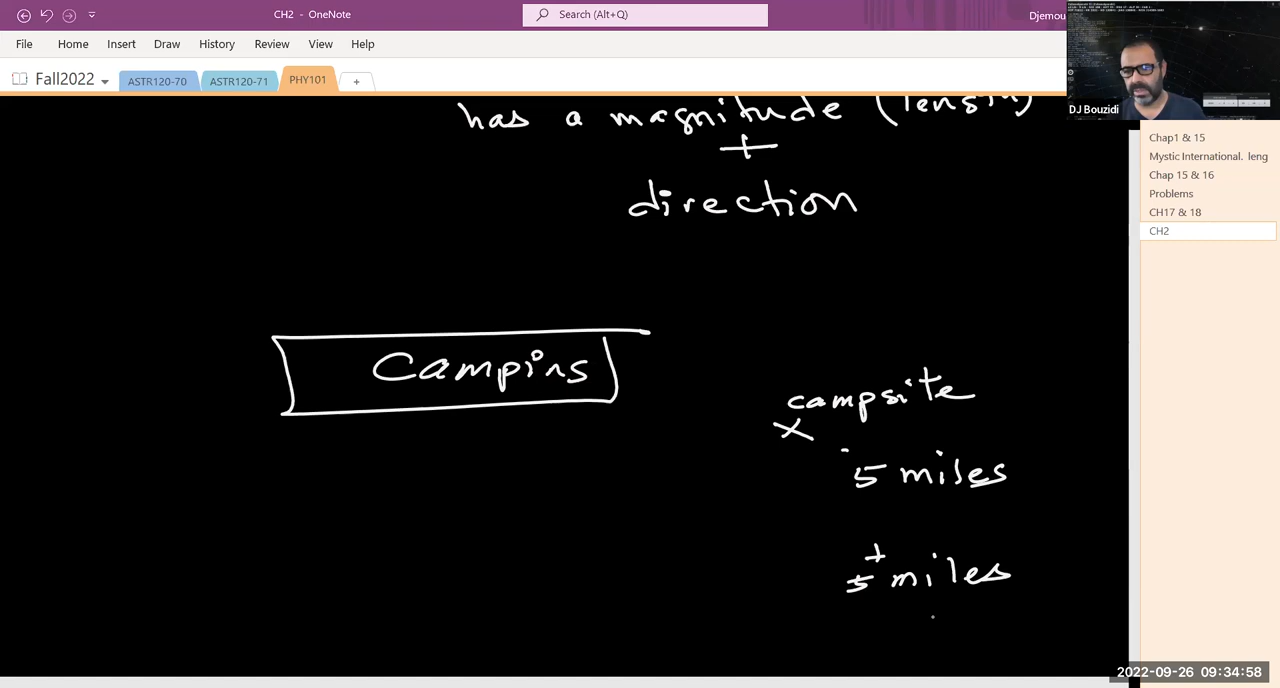 CH2 - OneNote
Search (Alt+Q)
Djemou
File Home Insert Draw History Review View Help
Fall2022 ASTR120-70 ASTR120-71 PHY101 +
DJ Bouzidi
Chap1 & 15
Mystic International. leng
Chap 15 & 16
Problems
CH17 & 18
CH2
has a magnitude (length)
+
direction
Camping
campsite
x
5 miles
+
5 miles
2022-09-26 09:34:58